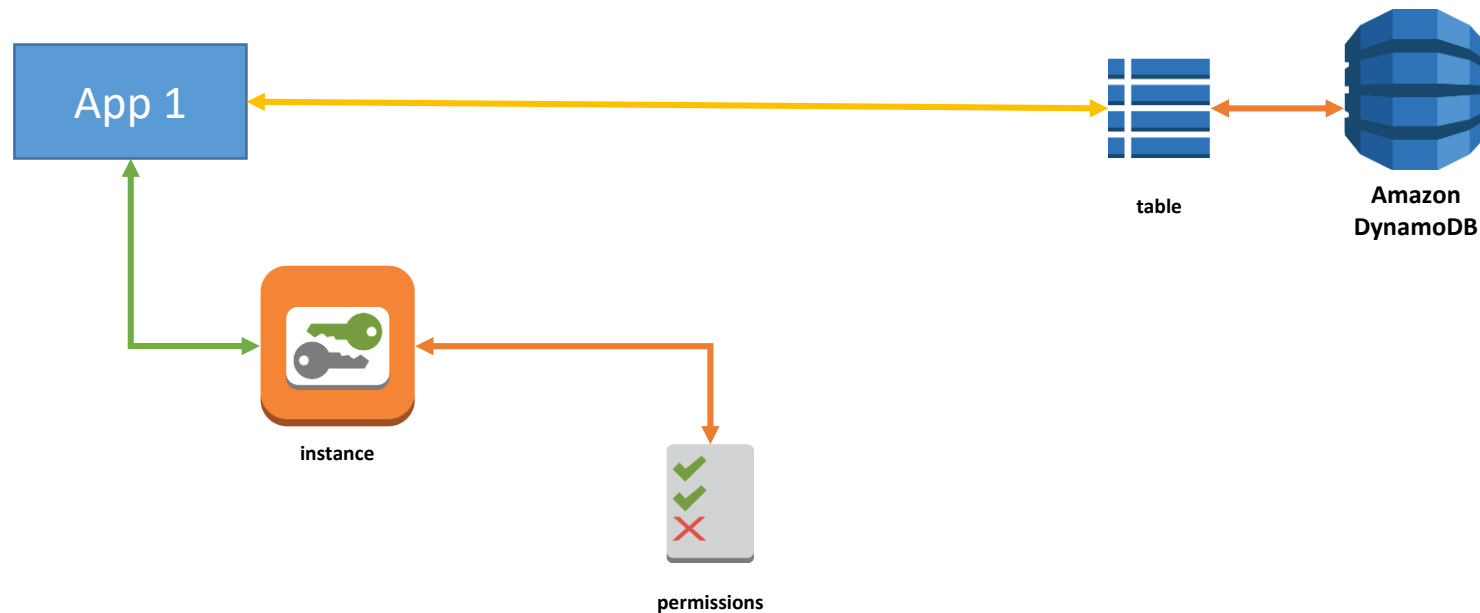 App 1
table
Amazon
DynamoDB
instance
permissions